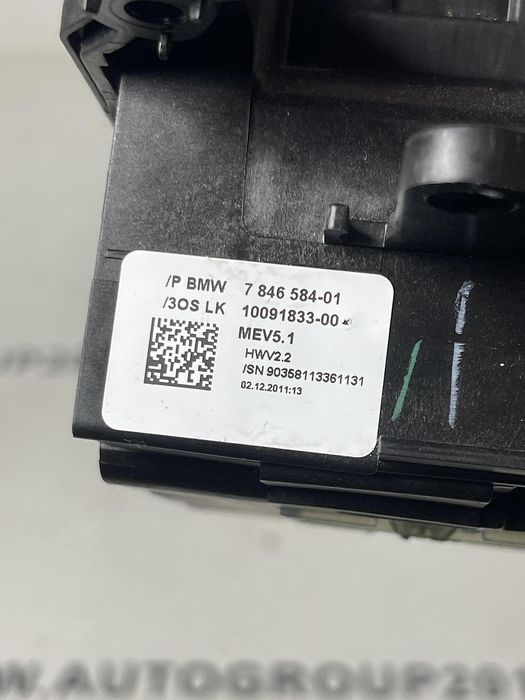 /P BMW 7 846 584-01
/3OS LK 10091833-00
MEV5.1
HWV2.2
/SN 90358113361131
02.12.2011:13
W.AUTOGROUP201